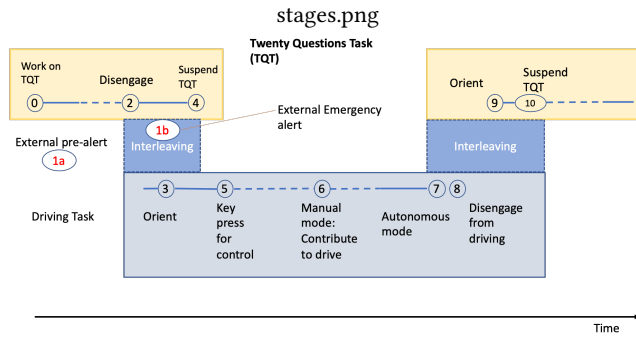 stages.png
Twenty Questions Task
(TQT)
Work on
TQT
Disengage
Suspend
TQT
0
2
4
Orient
Suspend
TQT
9
10
External Emergency
alert
External pre-alert
1a
1b
Interleaving
Interleaving
3
5
6
7
8
Driving Task
Orient
Key
press
for
control
Manual
mode:
Contribute
to drive
Autonomous
mode
Disengage
from
driving
Time